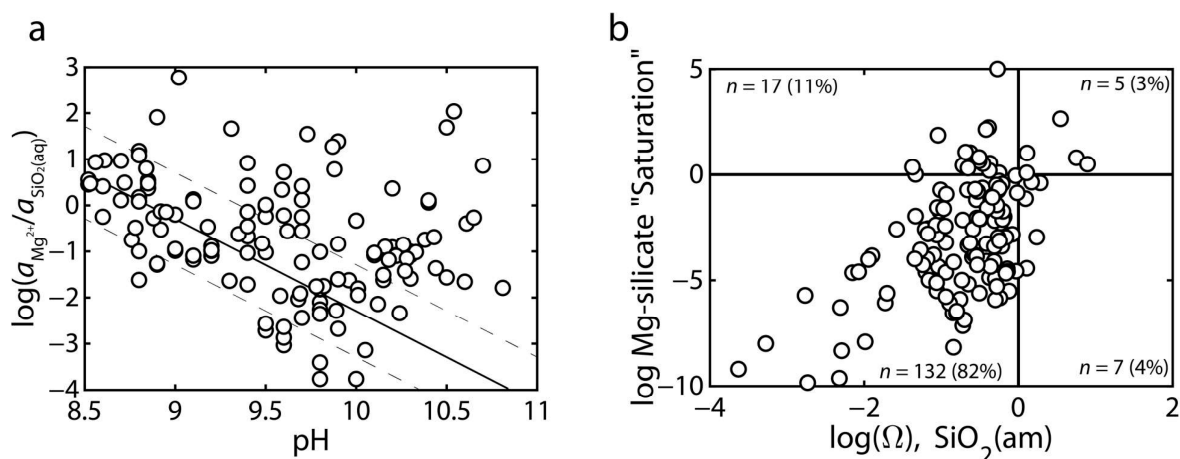 a
3
2
1
0
−1
−2
−3
−4
8.5
9
9.5
10
10.5
11
pH
log(aMg2+/aSiO2(aq))
b
5
0
−5
−10
−4
−2
0
2
n = 17 (11%)
n = 5 (3%)
n = 132 (82%)
n = 7 (4%)
log(Ω), SiO2(am)
log Mg-silicate "Saturation"